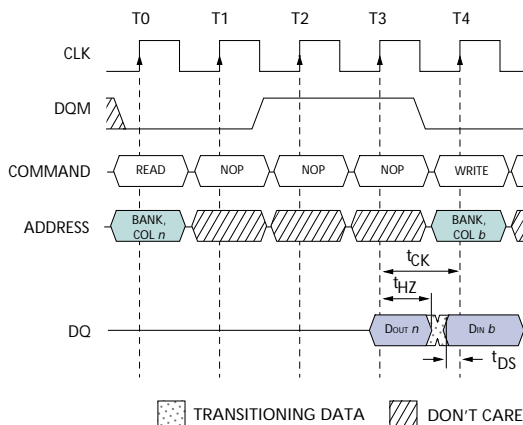 T0 T1 T2 T3 T4
CLK
DQM
COMMAND READ NOP NOP NOP WRITE
ADDRESS BANK, COL n BANK, COL b
tCK
tHZ
DQ DOUT n DIN b
tDS
TRANSITIONING DATA DON'T CARE